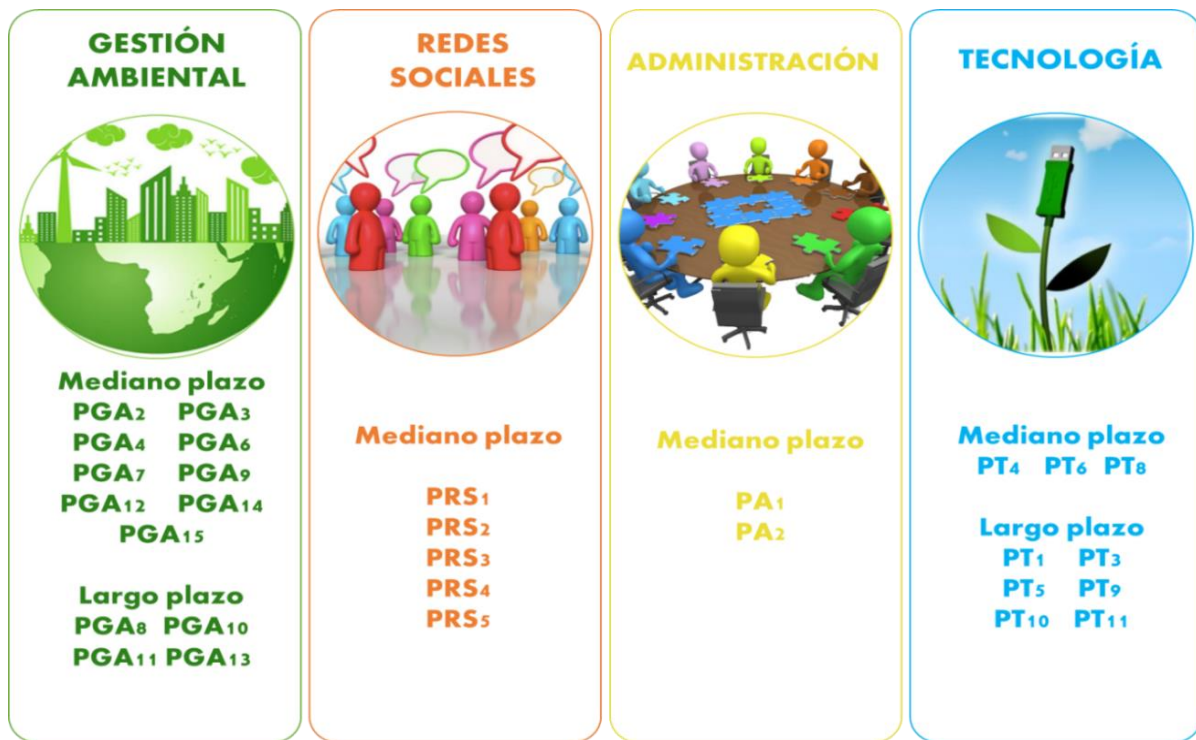 GESTIÓN
AMBIENTAL
Mediano plazo
PGA2 PGA3
PGA4 PGA6
PGA7 PGA9
PGA12 PGA14
PGA15
Largo plazo
PGA8 PGA10
PGA11 PGA13
REDES
SOCIALES
Mediano plazo
PRS1
PRS2
PRS3
PRS4
PRS5
ADMINISTRACIÓN
Mediano plazo
PA1
PA2
TECNOLOGÍA
Mediano plazo
PT4 PT6 PT8
Largo plazo
PT1 PT3
PT5 PT9
PT10 PT11